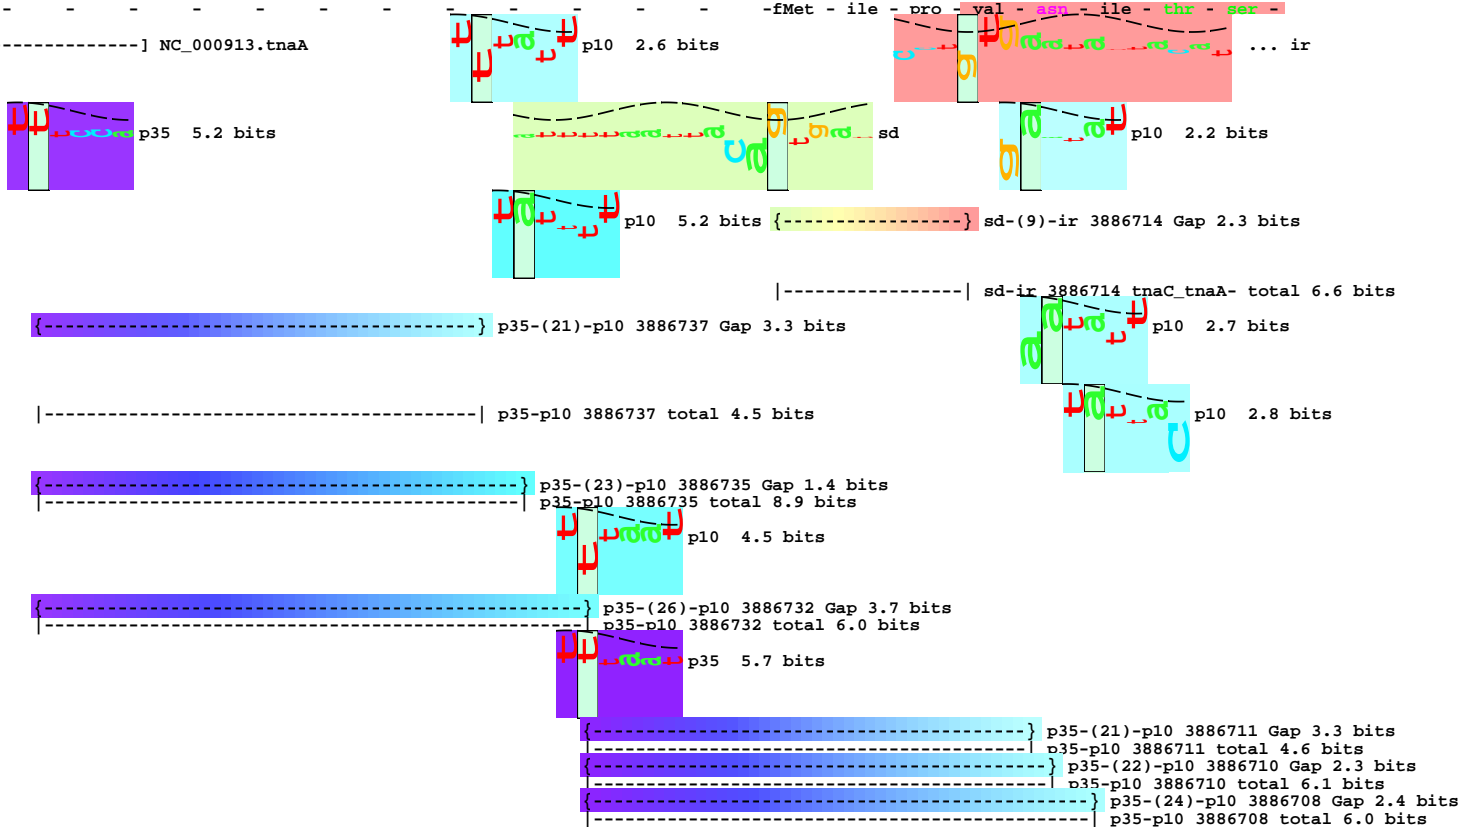 - - - - - - - - - - - - -fMet - ile - pro - val - asn - ile - thr - ser -
-------------] NC_000913.tnaA
p10 2.6 bits
... ir
p35 5.2 bits
sd
p10 2.2 bits
p10 5.2 bits
{-----------------} sd-(9)-ir 3886714 Gap 2.3 bits
|-----------------| sd-ir 3886714 tnaC_tnaA- total 6.6 bits
{-----------------------------------------} p35-(21)-p10 3886737 Gap 3.3 bits
p10 2.7 bits
|-----------------------------------------| p35-p10 3886737 total 4.5 bits
p10 2.8 bits
{---------------------------------------------} p35-(23)-p10 3886735 Gap 1.4 bits
|---------------------------------------------| p35-p10 3886735 total 8.9 bits
p10 4.5 bits
{---------------------------------------------------} p35-(26)-p10 3886732 Gap 3.7 bits
|---------------------------------------------------| p35-p10 3886732 total 6.0 bits
p35 5.7 bits
{-----------------------------------------} p35-(21)-p10 3886711 Gap 3.3 bits
|-----------------------------------------| p35-p10 3886711 total 4.6 bits
{-------------------------------------------} p35-(22)-p10 3886710 Gap 2.3 bits
|-------------------------------------------| p35-p10 3886710 total 6.1 bits
{-----------------------------------------------} p35-(24)-p10 3886708 Gap 2.4 bits
|-----------------------------------------------| p35-p10 3886708 total 6.0 bits